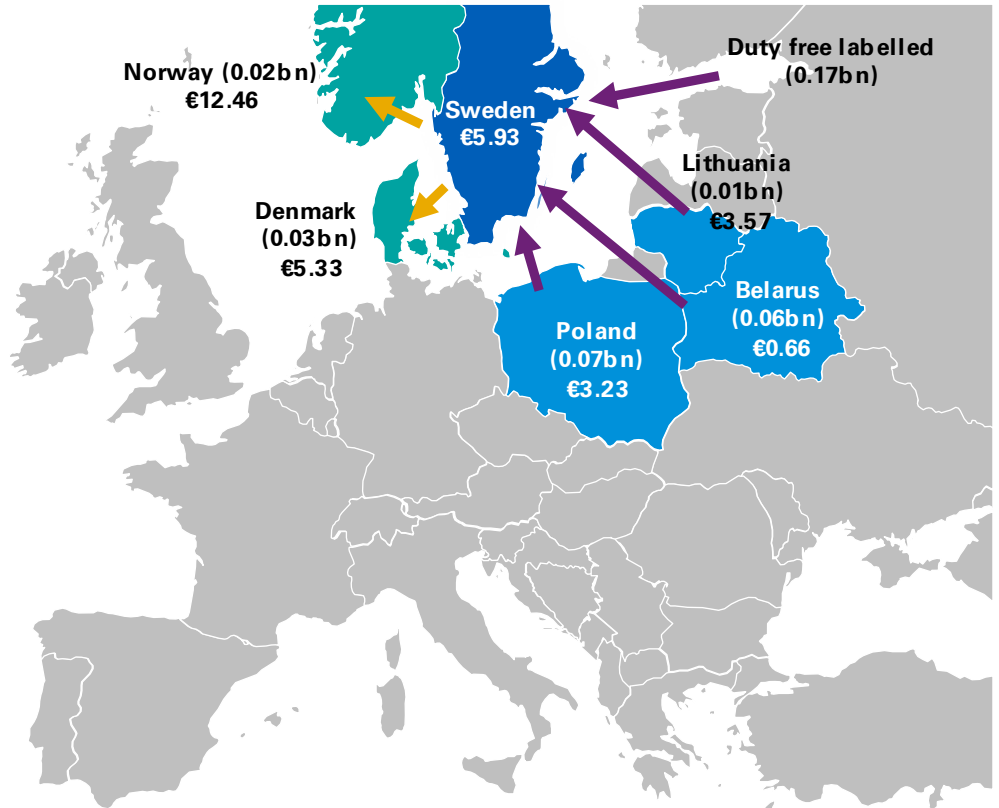 Norway (0.02bn)
€12.46
Sweden
€5.93
Duty free labelled
(0.17bn)
Lithuania
(0.01bn)
€3.57
Denmark
(0.03bn)
€5.33
Belarus
(0.06bn)
€0.66
Poland
(0.07bn)
€3.23